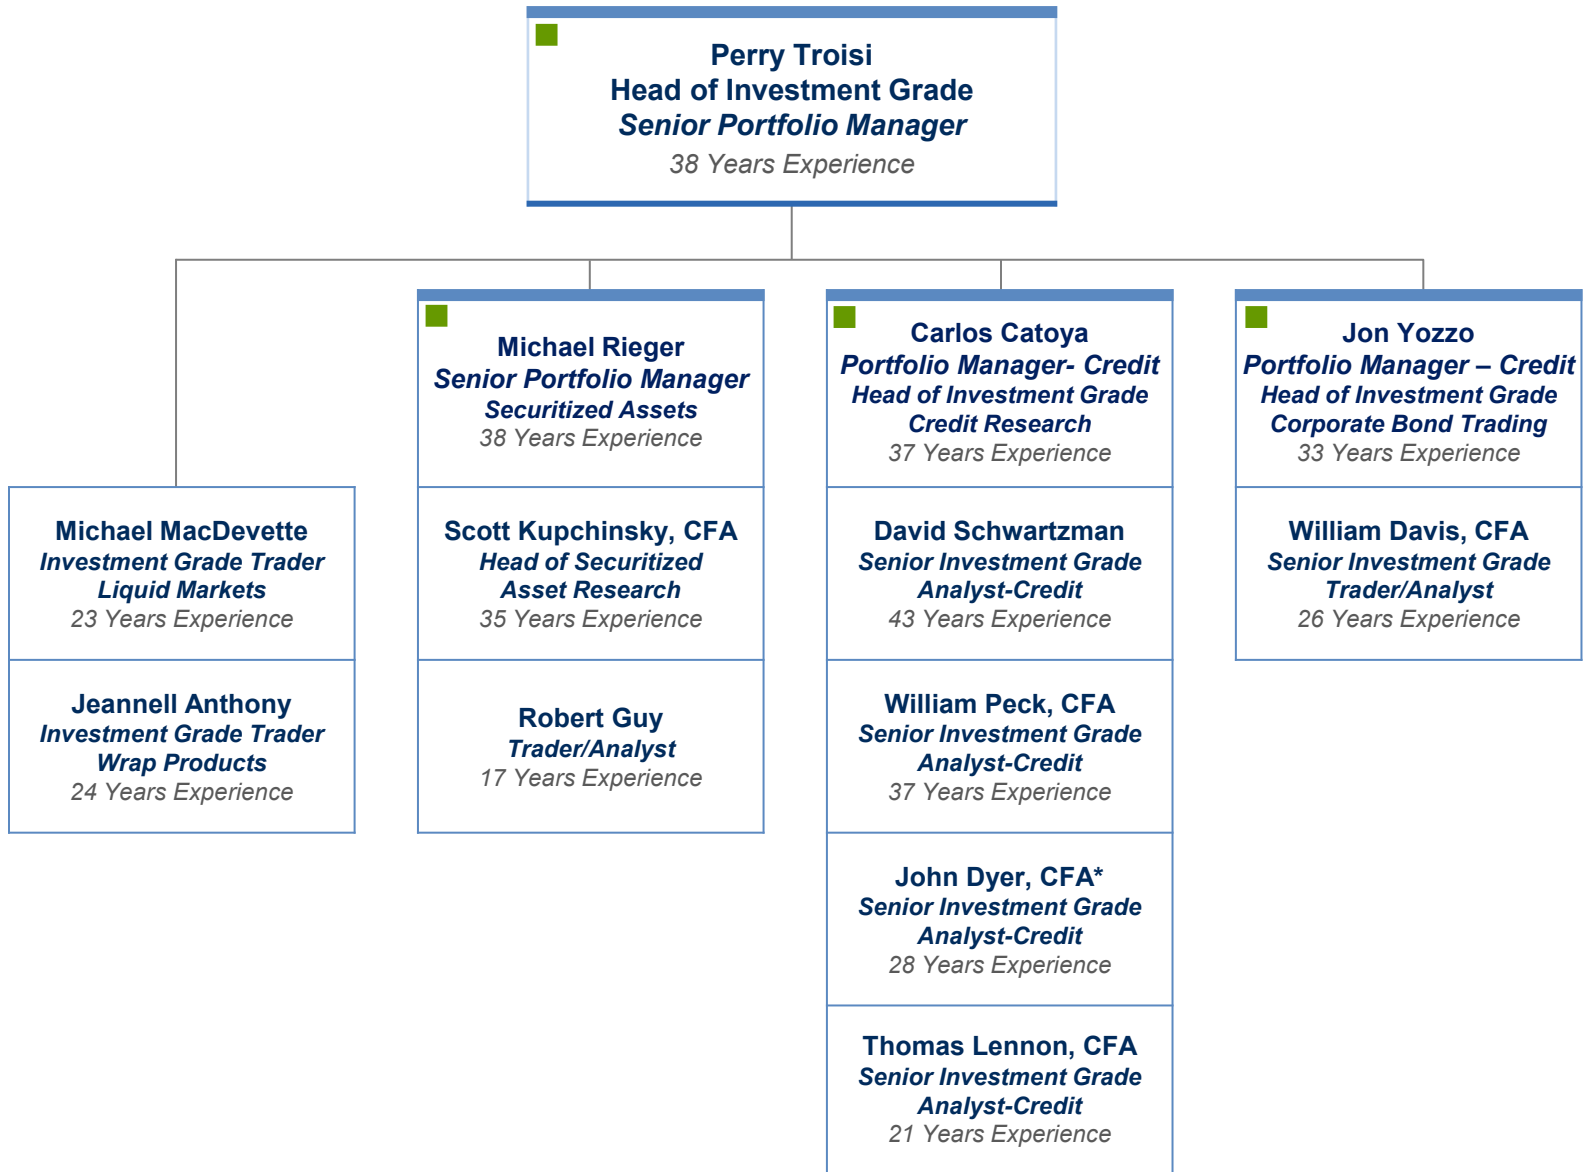 Perry Troisi
Head of Investment Grade
Senior Portfolio Manager
38 Years Experience
Michael MacDevette
Investment Grade Trader
Liquid Markets
23 Years Experience
Jeannell Anthony
Investment Grade Trader
Wrap Products
24 Years Experience
Michael Rieger
Senior Portfolio Manager
Securitized Assets
38 Years Experience
Scott Kupchinsky, CFA
Head of Securitized
Asset Research
35 Years Experience
Robert Guy
Trader/Analyst
17 Years Experience
Carlos Catoya
Portfolio Manager- Credit
Head of Investment Grade
Credit Research
37 Years Experience
David Schwartzman
Senior Investment Grade
Analyst-Credit
43 Years Experience
William Peck, CFA
Senior Investment Grade
Analyst-Credit
37 Years Experience
John Dyer, CFA*
Senior Investment Grade
Analyst-Credit
28 Years Experience
Thomas Lennon, CFA
Senior Investment Grade
Analyst-Credit
21 Years Experience
Jon Yozzo
Portfolio Manager – Credit
Head of Investment Grade
Corporate Bond Trading
33 Years Experience
William Davis, CFA
Senior Investment Grade
Trader/Analyst
26 Years Experience